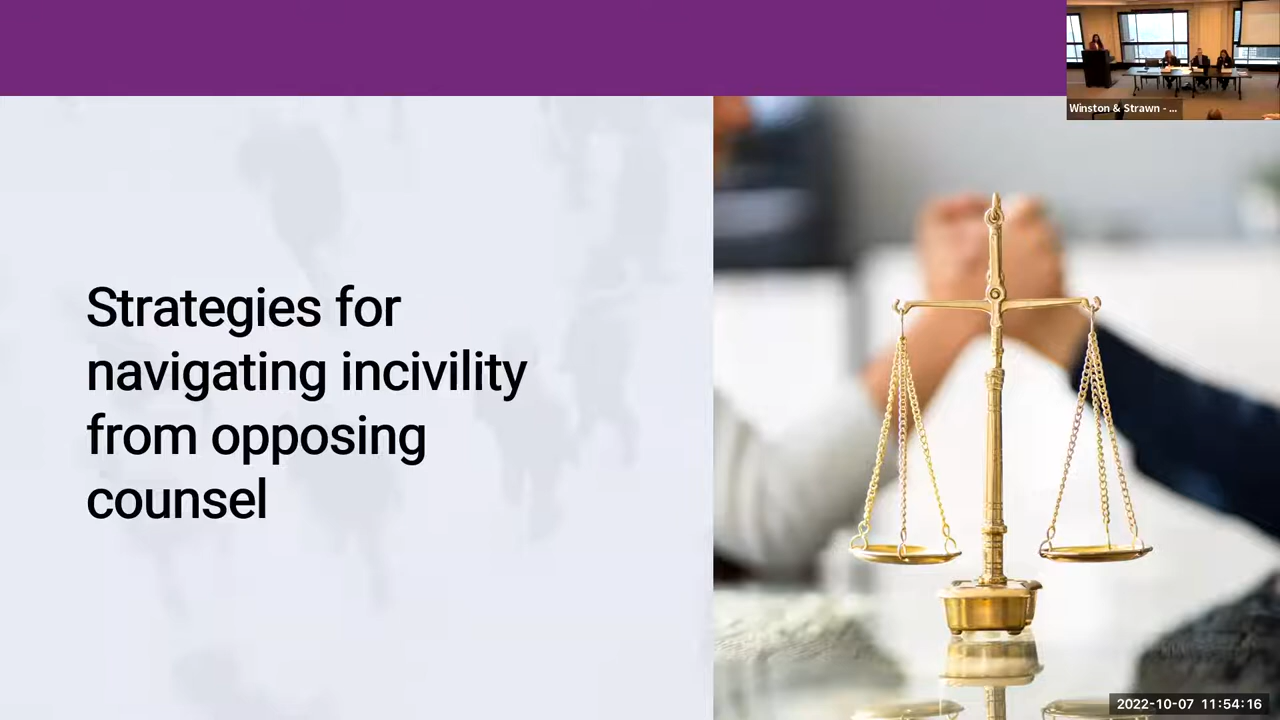 Winston & Strawn - ...
Strategies for
navigating incivility
from opposing
counsel
2022-10-07 11:54:16